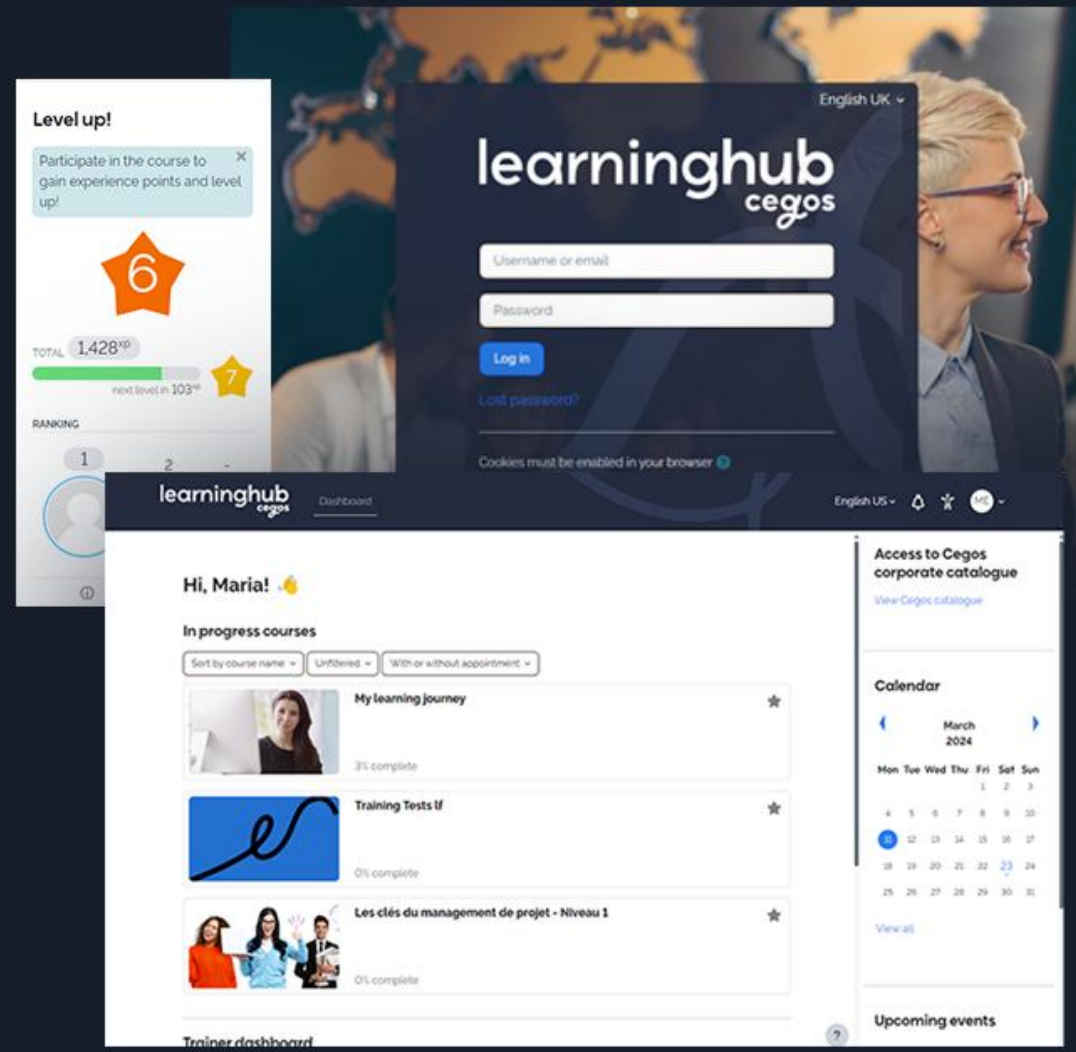 Level up!
Participate in the course to
gain experience points and level
up!
6
TOTAL 1,428xp
7
next level in 103xp
RANKING
1 2 -
English UK
learninghub
cegos
Username or email
Password
Log in
Lost password?
Cookies must be enabled in your browser
learninghub
cegos
Dashboard
English US
ME
Hi, Maria! 👋
In progress courses
Sort by course name
Unfiltered
With or without appointment
My learning journey
3% complete
Training Tests lf
0% complete
Les clés du management de projet - Niveau 1
0% complete
Trainer dashboard
?
Access to Cegos
corporate catalogue
View Cegos catalogue
Calendar
March
2024
Mon Tue Wed Thu Fri Sat Sun
1 2 3
4 5 6 7 8 9 10
11 12 13 14 15 16 17
18 19 20 21 22 23 24
25 26 27 28 29 30 31
View all
Upcoming events